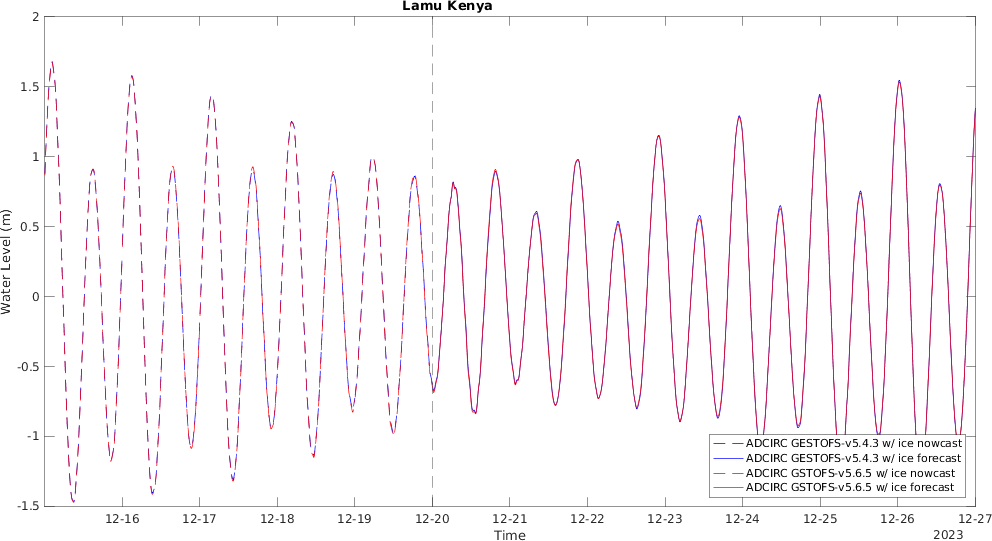 Lamu Kenya
Water Level (m)
2
1.5
1
0.5
0
-0.5
-1
-1.5
12-16 12-17 12-18 12-19 12-20 12-21 12-22 12-23 12-24 12-25 12-26 12-27
Time
2023
ADCIRC GESTOFS-v5.4.3 w/ ice nowcast
ADCIRC GESTOFS-v5.4.3 w/ ice forecast
ADCIRC GSTOFS-v5.6.5 w/ ice nowcast
ADCIRC GSTOFS-v5.6.5 w/ ice forecast